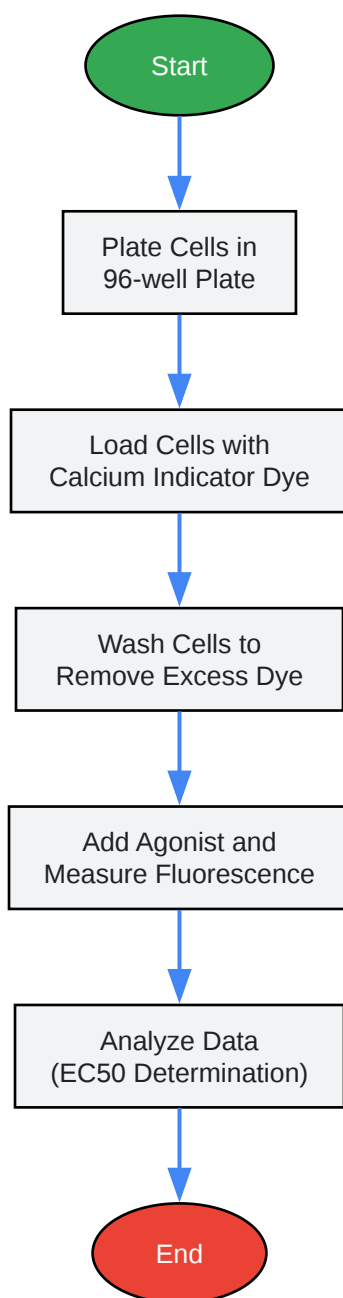 Start
Plate Cells in
96-well Plate
Load Cells with
Calcium Indicator Dye
Wash Cells to
Remove Excess Dye
Add Agonist and
Measure Fluorescence
Analyze Data
(EC50 Determination)
End